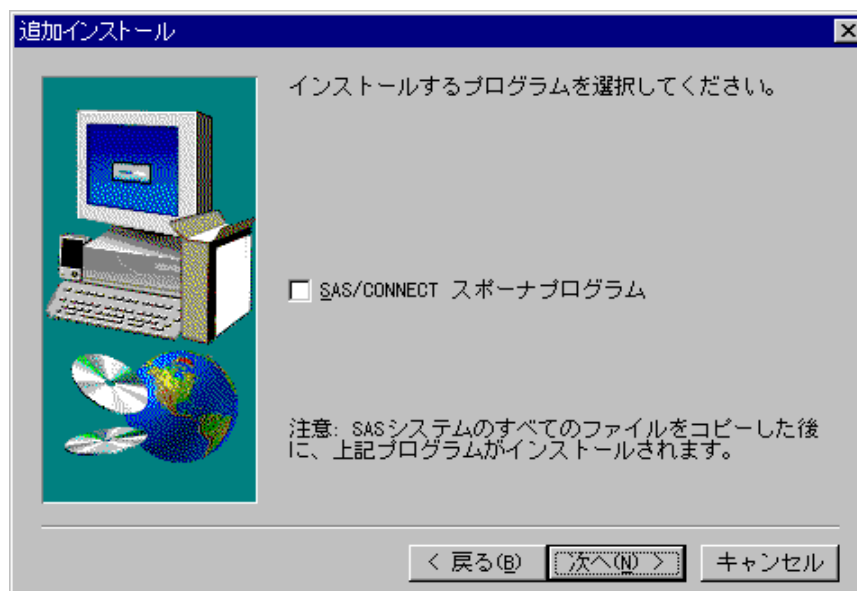 追加インストール
インストールするプログラムを選択してください。
SAS/CONNECT スポーナプログラム
注意: SASシステムのすべてのファイルをコピーした後
に、上記プログラムがインストールされます。
< 戻る(B) 次へ(N) > キャンセル